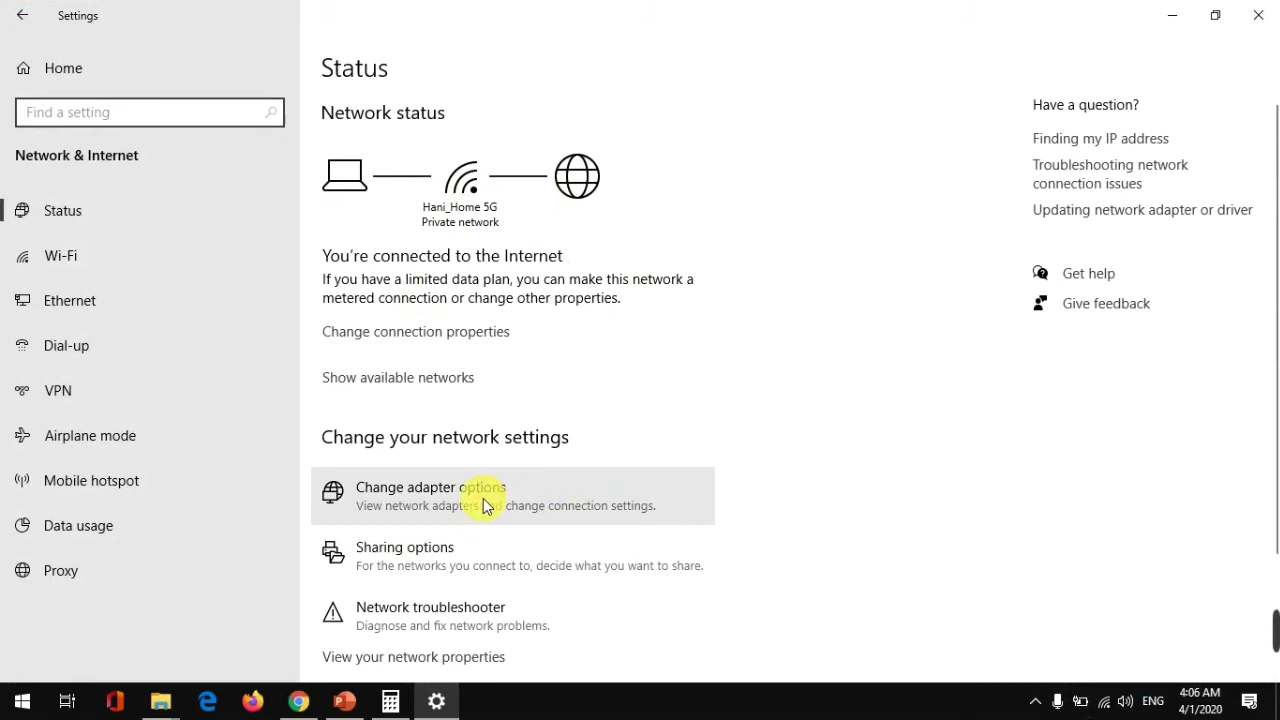 Settings
Home
Find a setting
Network & Internet
Status
Wi-Fi
Ethernet
Dial-up
VPN
Airplane mode
Mobile hotspot
Data usage
Proxy
Status
Network status
Hani_Home 5G
Private network
You're connected to the Internet
If you have a limited data plan, you can make this network a
metered connection or change other properties.
Change connection properties
Show available networks
Change your network settings
Change adapter options
View network adapters and change connection settings.
Sharing options
For the networks you connect to, decide what you want to share.
Network troubleshooter
Diagnose and fix network problems.
View your network properties
Have a question?
Finding my IP address
Troubleshooting network
connection issues
Updating network adapter or driver
Get help
Give feedback
ENG
4:06 AM
4/1/2020